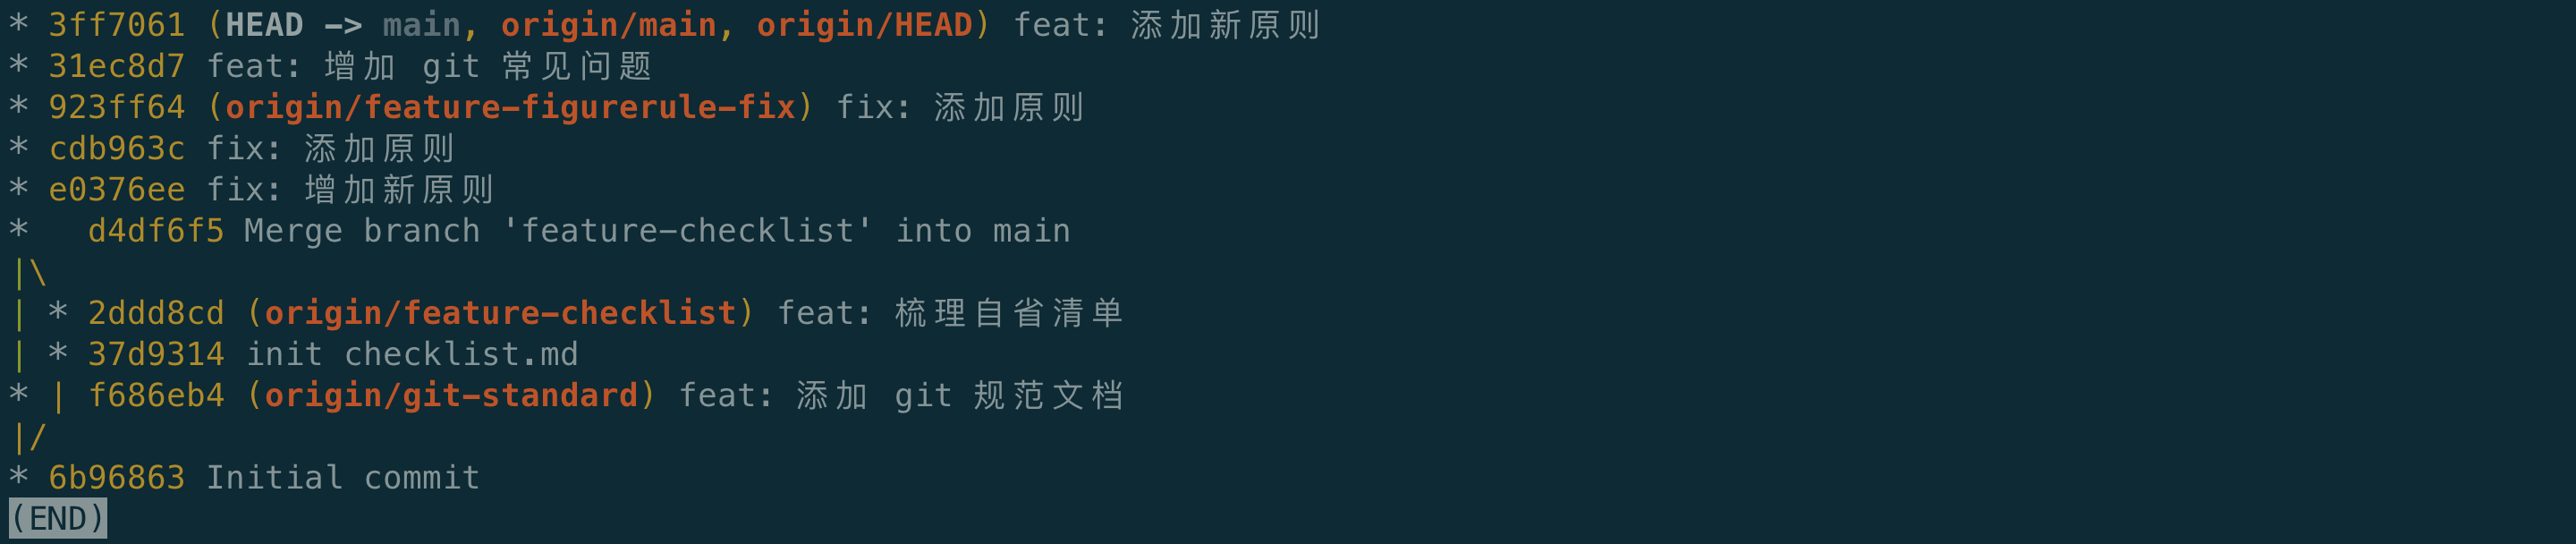 * 3ff7061 (HEAD -> main, origin/main, origin/HEAD) feat: 添加新原则
* 31ec8d7 feat: 增加 git 常见问题
* 923ff64 (origin/feature-figurerule-fix) fix: 添加原则
* cdb963c fix: 添加原则
* e0376ee fix: 增加新原则
*   d4df6f5 Merge branch 'feature-checklist' into main
|\
| * 2ddd8cd (origin/feature-checklist) feat: 梳理自省清单
| * 37d9314 init checklist.md
* | f686eb4 (origin/git-standard) feat: 添加 git 规范文档
|/
* 6b96863 Initial commit
(END)